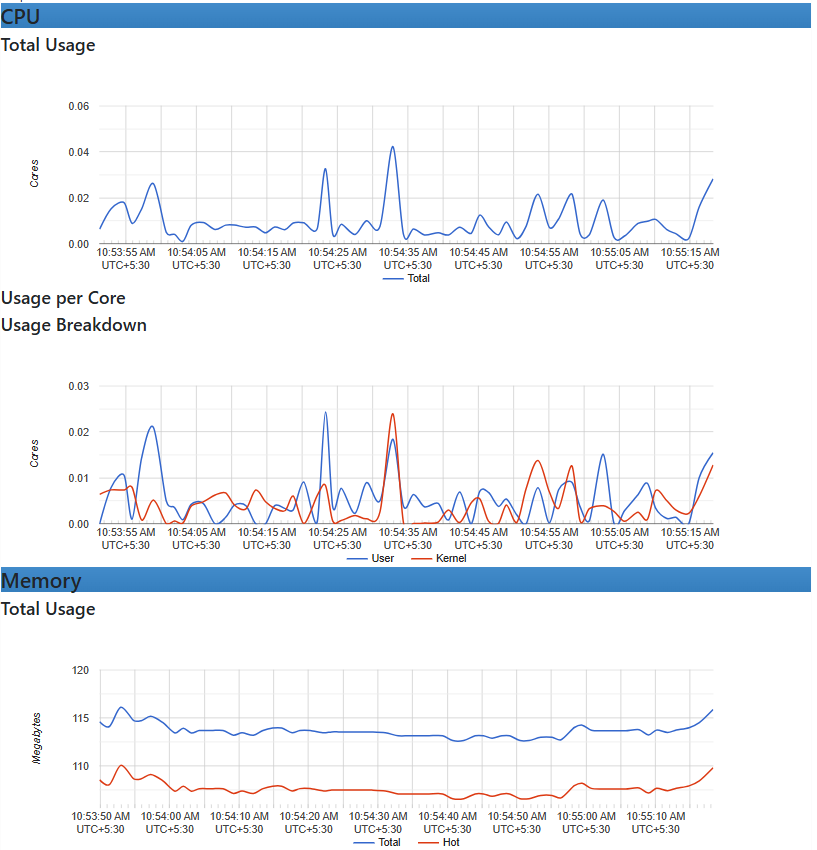 CPU
Total Usage
0.06
0.04
0.02
0.00
Cores
10:53:55 AM 10:54:05 AM 10:54:15 AM 10:54:25 AM 10:54:35 AM 10:54:45 AM 10:54:55 AM 10:55:05 AM 10:55:15 AM
UTC+5:30 UTC+5:30 UTC+5:30 UTC+5:30 UTC+5:30 UTC+5:30 UTC+5:30 UTC+5:30 UTC+5:30
Total
Usage per Core
Usage Breakdown
0.03
0.02
0.01
0.00
Cores
10:53:55 AM 10:54:05 AM 10:54:15 AM 10:54:25 AM 10:54:35 AM 10:54:45 AM 10:54:55 AM 10:55:05 AM 10:55:15 AM
UTC+5:30 UTC+5:30 UTC+5:30 UTC+5:30 UTC+5:30 UTC+5:30 UTC+5:30 UTC+5:30 UTC+5:30
User Kernel
Memory
Total Usage
120
115
110
Megabytes
10:53:50 AM 10:54:00 AM 10:54:10 AM 10:54:20 AM 10:54:30 AM 10:54:40 AM 10:54:50 AM 10:55:00 AM 10:55:10 AM
UTC+5:30 UTC+5:30 UTC+5:30 UTC+5:30 UTC+5:30 UTC+5:30 UTC+5:30 UTC+5:30 UTC+5:30
Total Hot